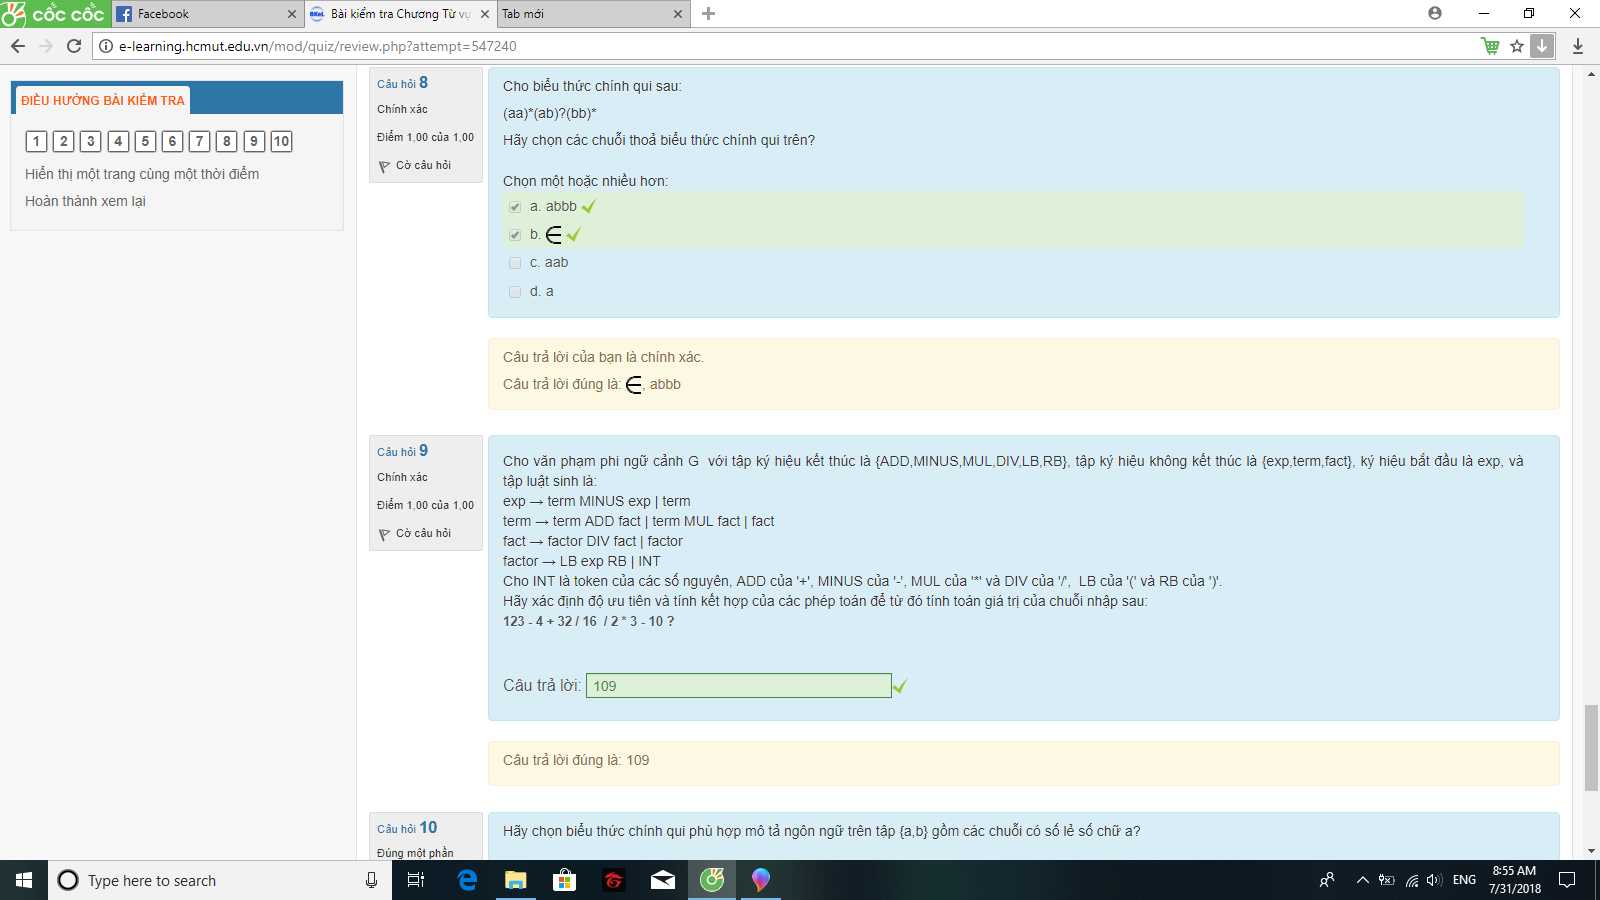 cốc cốc
Facebook
Bài kiểm tra Chương Từ vự
Tab mới
e-learning.hcmut.edu.vn/mod/quiz/review.php?attempt=547240
ĐIỀU HƯỚNG BÀI KIỂM TRA
1 2 3 4 5 6 7 8 9 10
Hiển thị một trang cùng một thời điểm
Hoàn thành xem lại
Câu hỏi 8
Chính xác
Điểm 1,00 của 1,00
Cờ câu hỏi
Cho biểu thức chính qui sau:
(aa)*(ab)?(bb)*
Hãy chọn các chuỗi thoả biểu thức chính qui trên?
Chọn một hoặc nhiều hơn:
a. abbb
b. ∈
c. aab
d. a
Câu trả lời của bạn là chính xác.
Câu trả lời đúng là: ∈, abbb
Câu hỏi 9
Chính xác
Điểm 1,00 của 1,00
Cờ câu hỏi
Cho văn phạm phi ngữ cảnh G với tập ký hiệu kết thúc là {ADD,MINUS,MUL,DIV,LB,RB}, tập ký hiệu không kết thúc là {exp,term,fact}, ký hiệu bắt đầu là exp, và
tập luật sinh là:
exp → term MINUS exp | term
term → term ADD fact | term MUL fact | fact
fact → factor DIV fact | factor
factor → LB exp RB | INT
Cho INT là token của các số nguyên, ADD của '+', MINUS của '-', MUL của '*' và DIV của '/', LB của '(' và RB của ')'.
Hãy xác định độ ưu tiên và tính kết hợp của các phép toán để từ đó tính toán giá trị của chuỗi nhập sau:
123 - 4 + 32 / 16 / 2 * 3 - 10 ?
Câu trả lời: 109
Câu trả lời đúng là: 109
Câu hỏi 10
Đúng một phần
Hãy chọn biểu thức chính qui phù hợp mô tả ngôn ngữ trên tập {a,b} gồm các chuỗi có số lẻ số chữ a?
Type here to search
ENG
8:55 AM
7/31/2018